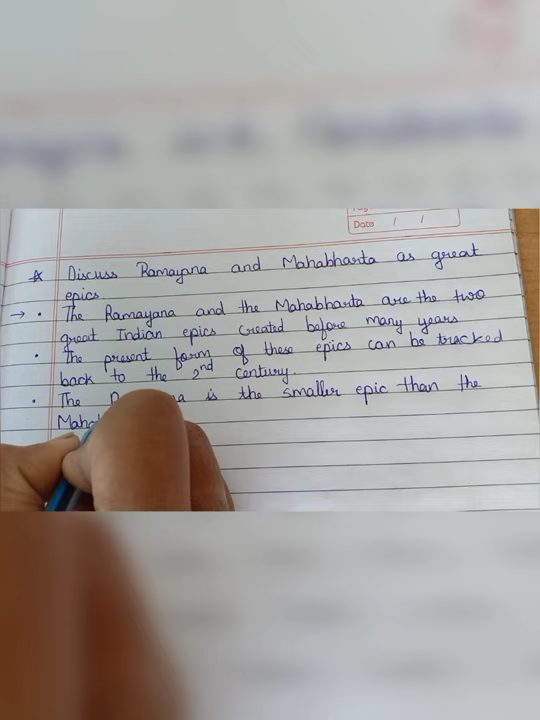 Date / /
☆ Discuss Ramayana and Mahabharta as great
epics.
→ • The Ramayana and the Mahabharta are the two
great Indian epics created before many years
• The present form of these epics can be tracked
back to the 2nd century.
• The is the smaller epic than the